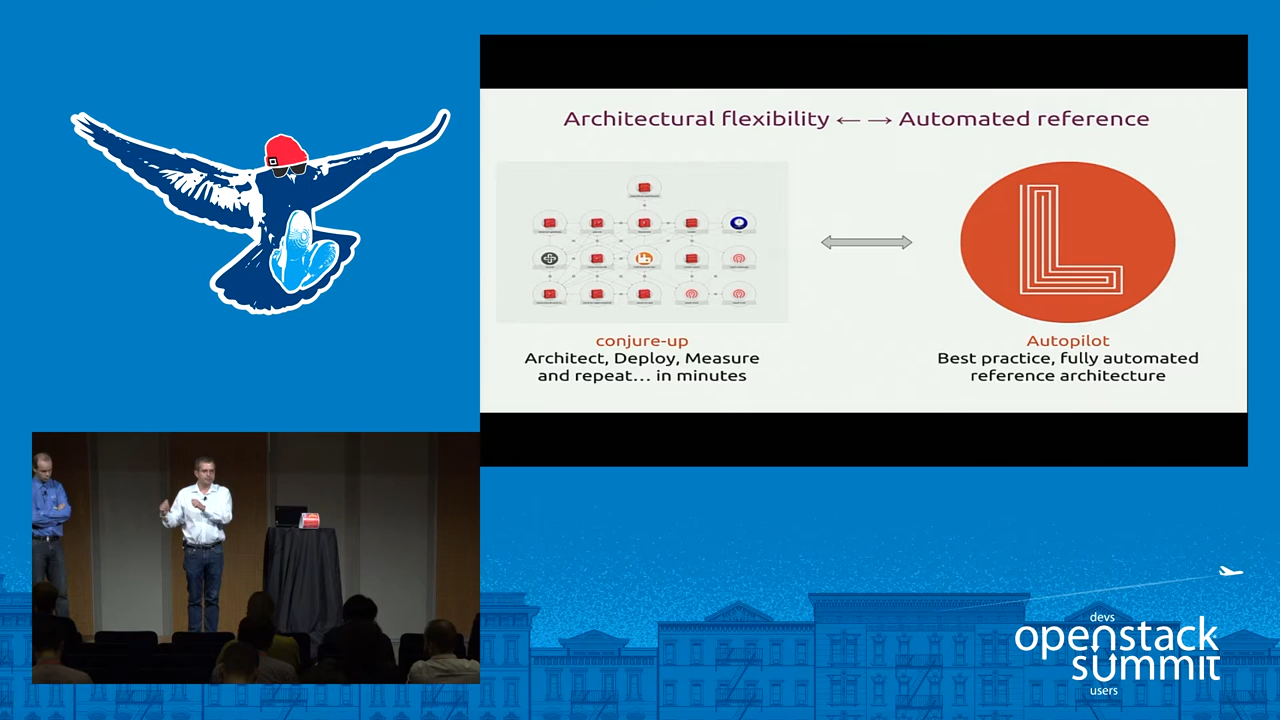 Architectural flexibility ← → Automated reference
conjure-up
Architect, Deploy, Measure
and repeat... in minutes
Autopilot
Best practice, fully automated
reference architecture
devs
openstack
summit
users